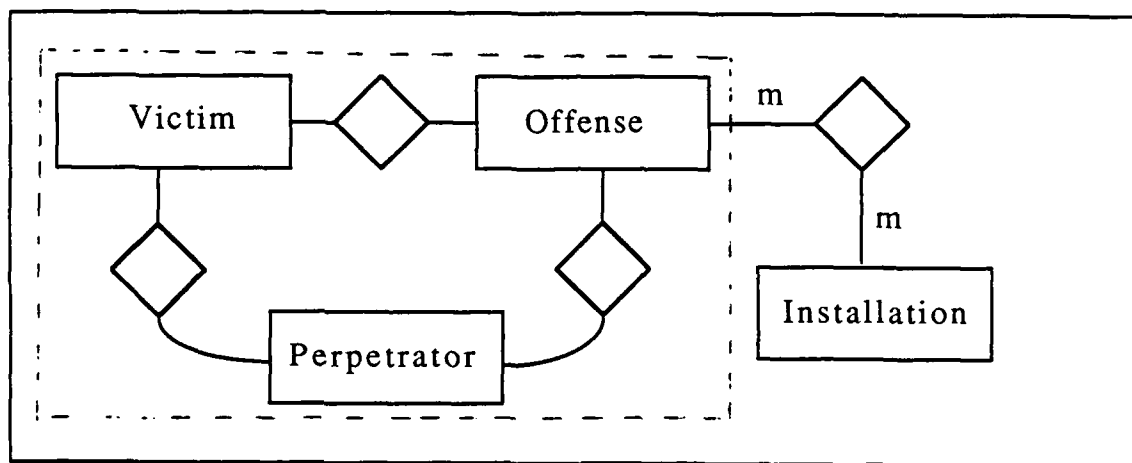 Victim
Offense
m
m
Installation
Perpetrator